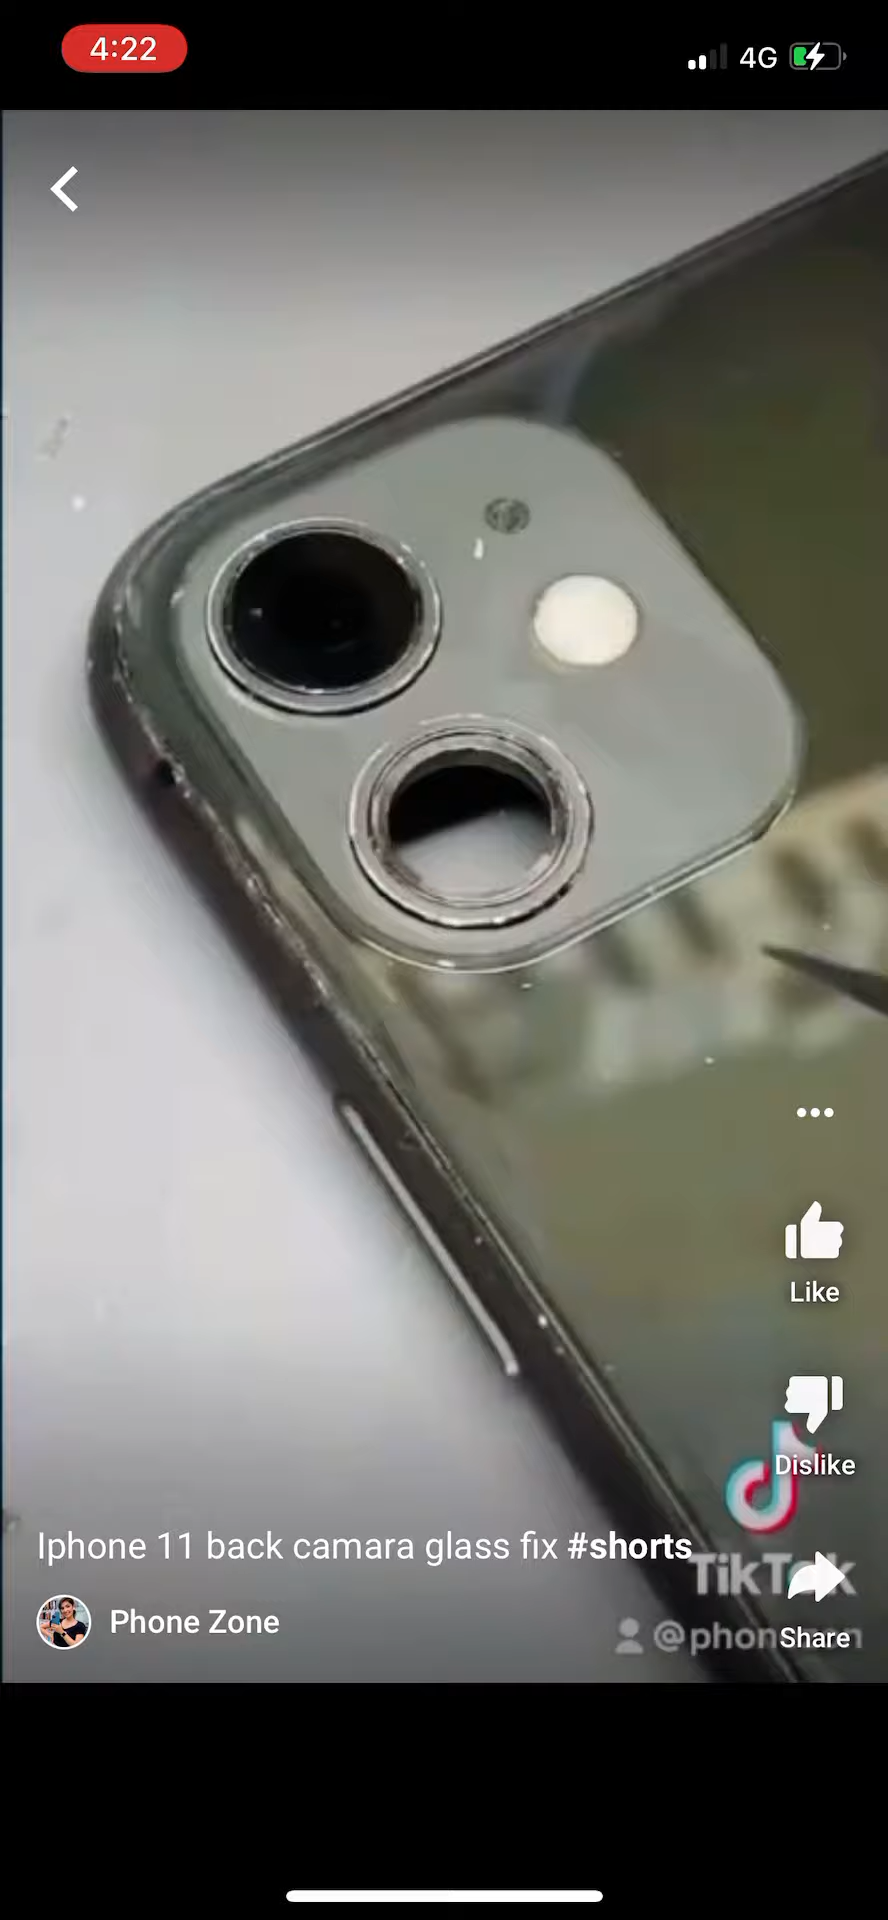 4:22
4G
Like
Dislike
Iphone 11 back camara glass fix #shorts
TikTok
Phone Zone
Share